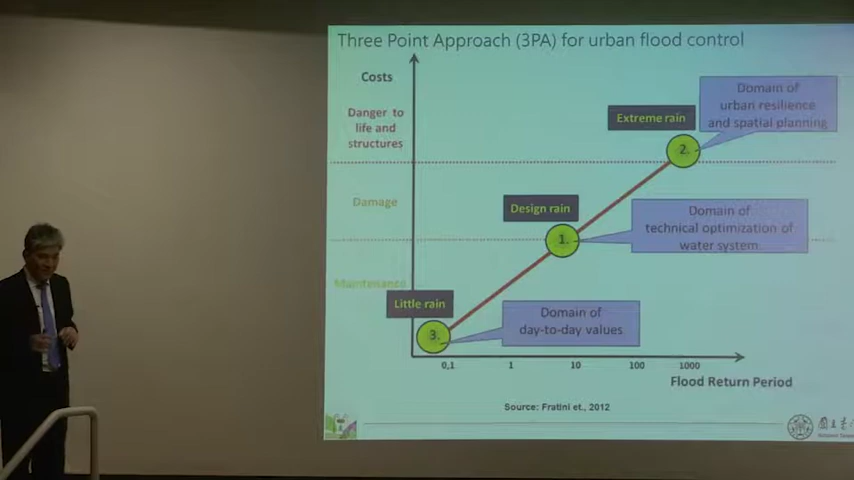 Three Point Approach (3PA) for urban flood control
Costs
Danger to
life and
structures
Damage
Maintenance
Extreme rain
2.
Domain of
urban resilience
and spatial planning
Design rain
1.
Domain of
technical optimization of
water system
Little rain
3.
Domain of
day-to-day values
0,1
1
10
100
1000
Flood Return Period
Source: Fratini et., 2012
國立